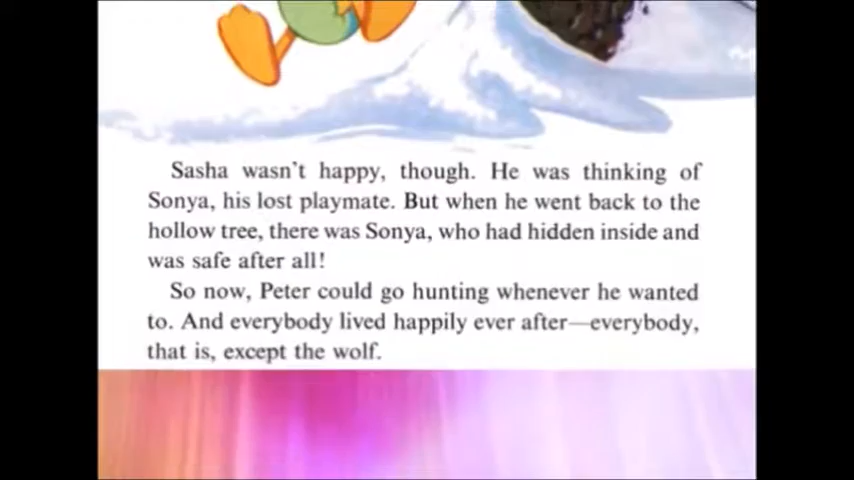 Sasha wasn't happy, though. He was thinking of
Sonya, his lost playmate. But when he went back to the
hollow tree, there was Sonya, who had hidden inside and
was safe after all!
So now, Peter could go hunting whenever he wanted
to. And everybody lived happily ever after—everybody,
that is, except the wolf.